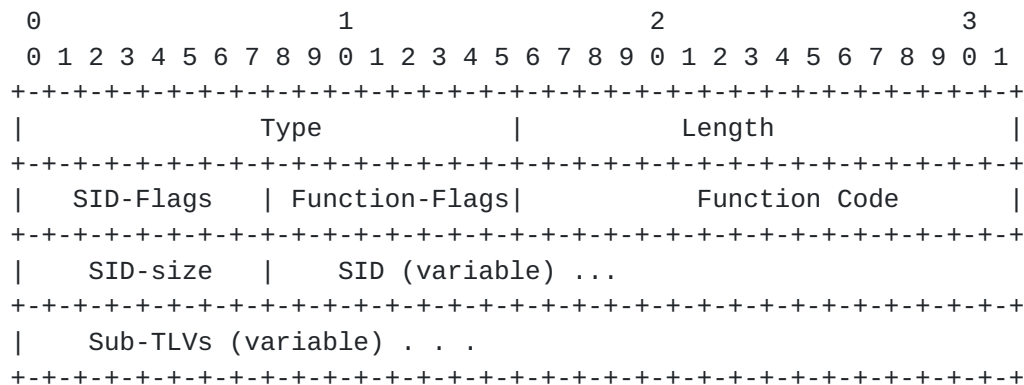 0                   1                   2                   3
 0 1 2 3 4 5 6 7 8 9 0 1 2 3 4 5 6 7 8 9 0 1 2 3 4 5 6 7 8 9 0 1
+-+-+-+-+-+-+-+-+-+-+-+-+-+-+-+-+-+-+-+-+-+-+-+-+-+-+-+-+-+-+-+-+
|               Type            |          Length               |
+-+-+-+-+-+-+-+-+-+-+-+-+-+-+-+-+-+-+-+-+-+-+-+-+-+-+-+-+-+-+-+-+
|   SID-Flags   | Function-Flags|           Function Code       |
+-+-+-+-+-+-+-+-+-+-+-+-+-+-+-+-+-+-+-+-+-+-+-+-+-+-+-+-+-+-+-+-+
|    SID-size   |    SID (variable) ...
+-+-+-+-+-+-+-+-+-+-+-+-+-+-+-+-+-+-+-+-+-+-+-+-+-+-+-+-+-+-+-+-+
|    Sub-TLVs (variable) . . .
+-+-+-+-+-+-+-+-+-+-+-+-+-+-+-+-+-+-+-+-+-+-+-+-+-+-+-+-+-+-+-+-+